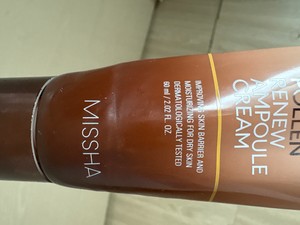 RENEW
AMPOULE
CREAM
IMPROVING SKIN BARRIER AND
MOISTURIZING FOR DRY SKIN
DERMATOLOGICALLY TESTED
60 ml / 2.02 FL. OZ.
MISSHA